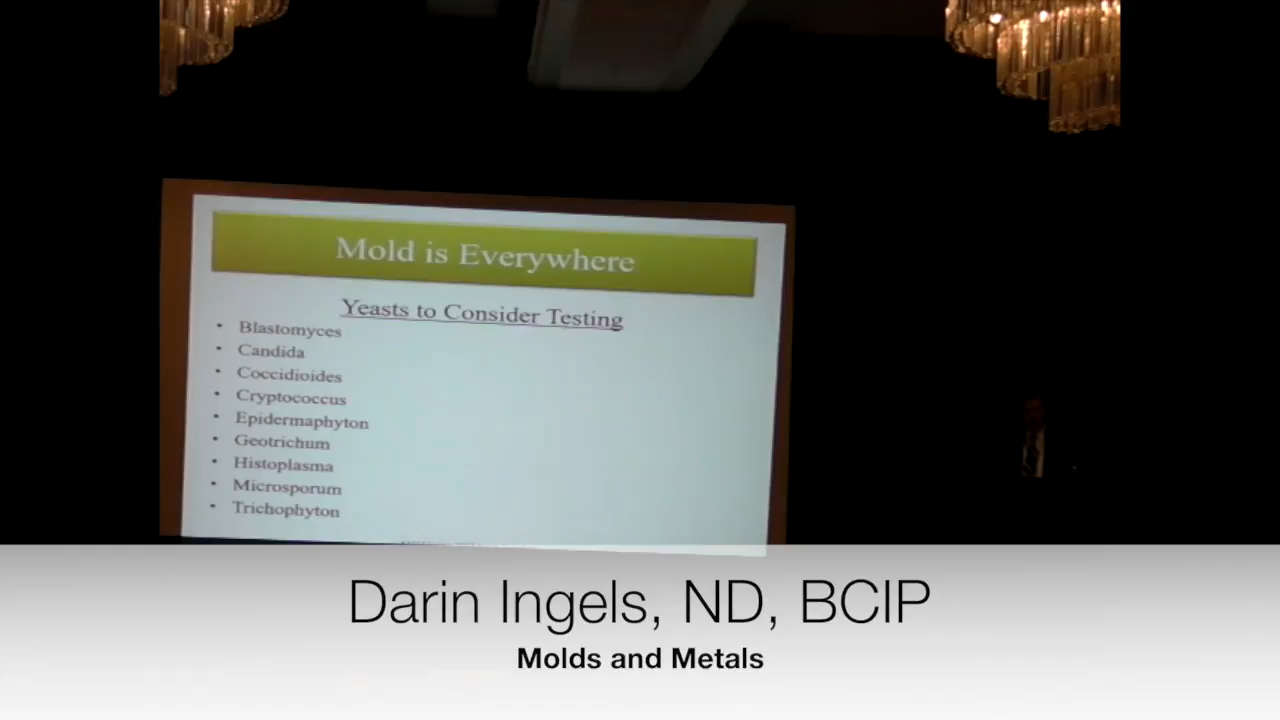 Mold is Everywhere
Yeasts to Consider Testing
• Blastomyces
• Candida
• Coccidioides
• Cryptococcus
• Epidermaphyton
• Geotrichum
• Histoplasma
• Microsporum
• Trichophyton
Darin Ingels, ND, BCIP
Molds and Metals